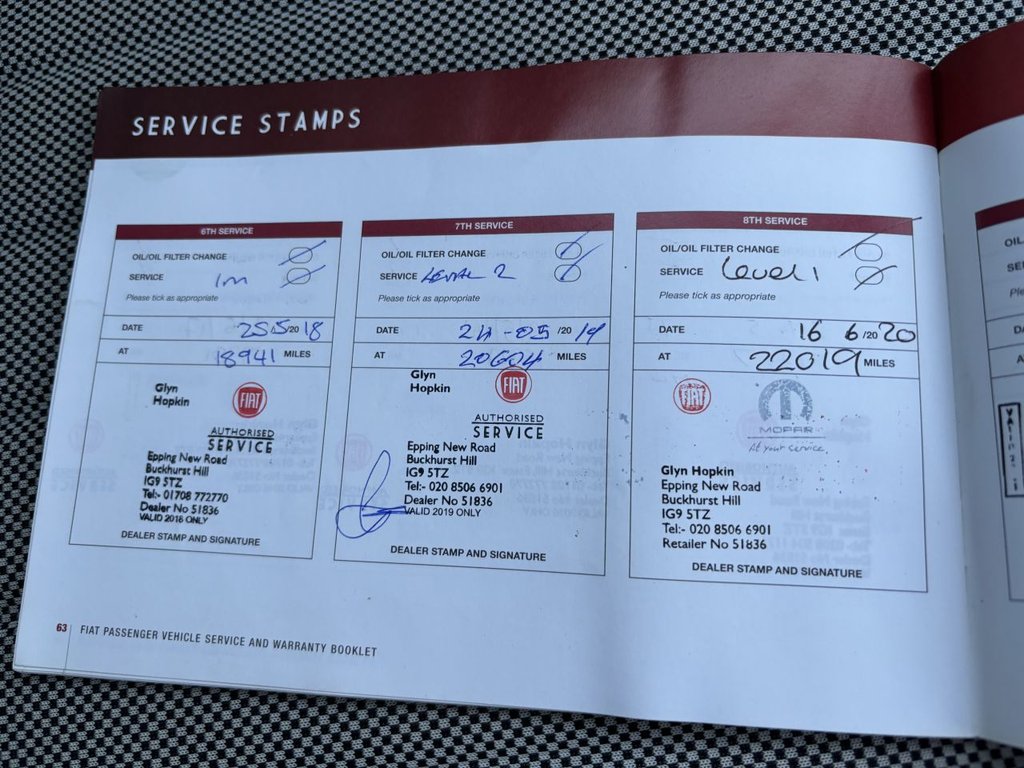 SERVICE STAMPS
6TH SERVICE
OIL/OIL FILTER CHANGE
SERVICE
Please tick as appropriate
DATE 25.5/2018
AT 18941 MILES
Glyn
Hopkin
FIAT
AUTHORISED
SERVICE
Epping New Road
Buckhurst Hill
IG9 5TZ
Tel:- 01708 772770
Dealer No 51836
VALID 2018 ONLY
DEALER STAMP AND SIGNATURE
7TH SERVICE
OIL/OIL FILTER CHANGE
SERVICE LEVEL 2
Please tick as appropriate
DATE 24-05/2019
AT 20604 MILES
Glyn
Hopkin
FIAT
AUTHORISED
SERVICE
Epping New Road
Buckhurst Hill
IG9 5TZ
Tel:- 020 8506 6901
Dealer No 51836
VALID 2019 ONLY
DEALER STAMP AND SIGNATURE
8TH SERVICE
OIL/OIL FILTER CHANGE
SERVICE Level 1
Please tick as appropriate
DATE 16 6/2020
AT 22019 MILES
FIAT
MOPAR
At your service.
Glyn Hopkin
Epping New Road
Buckhurst Hill
IG9 5TZ
Tel:- 020 8506 6901
Retailer No 51836
DEALER STAMP AND SIGNATURE
63 FIAT PASSENGER VEHICLE SERVICE AND WARRANTY BOOKLET